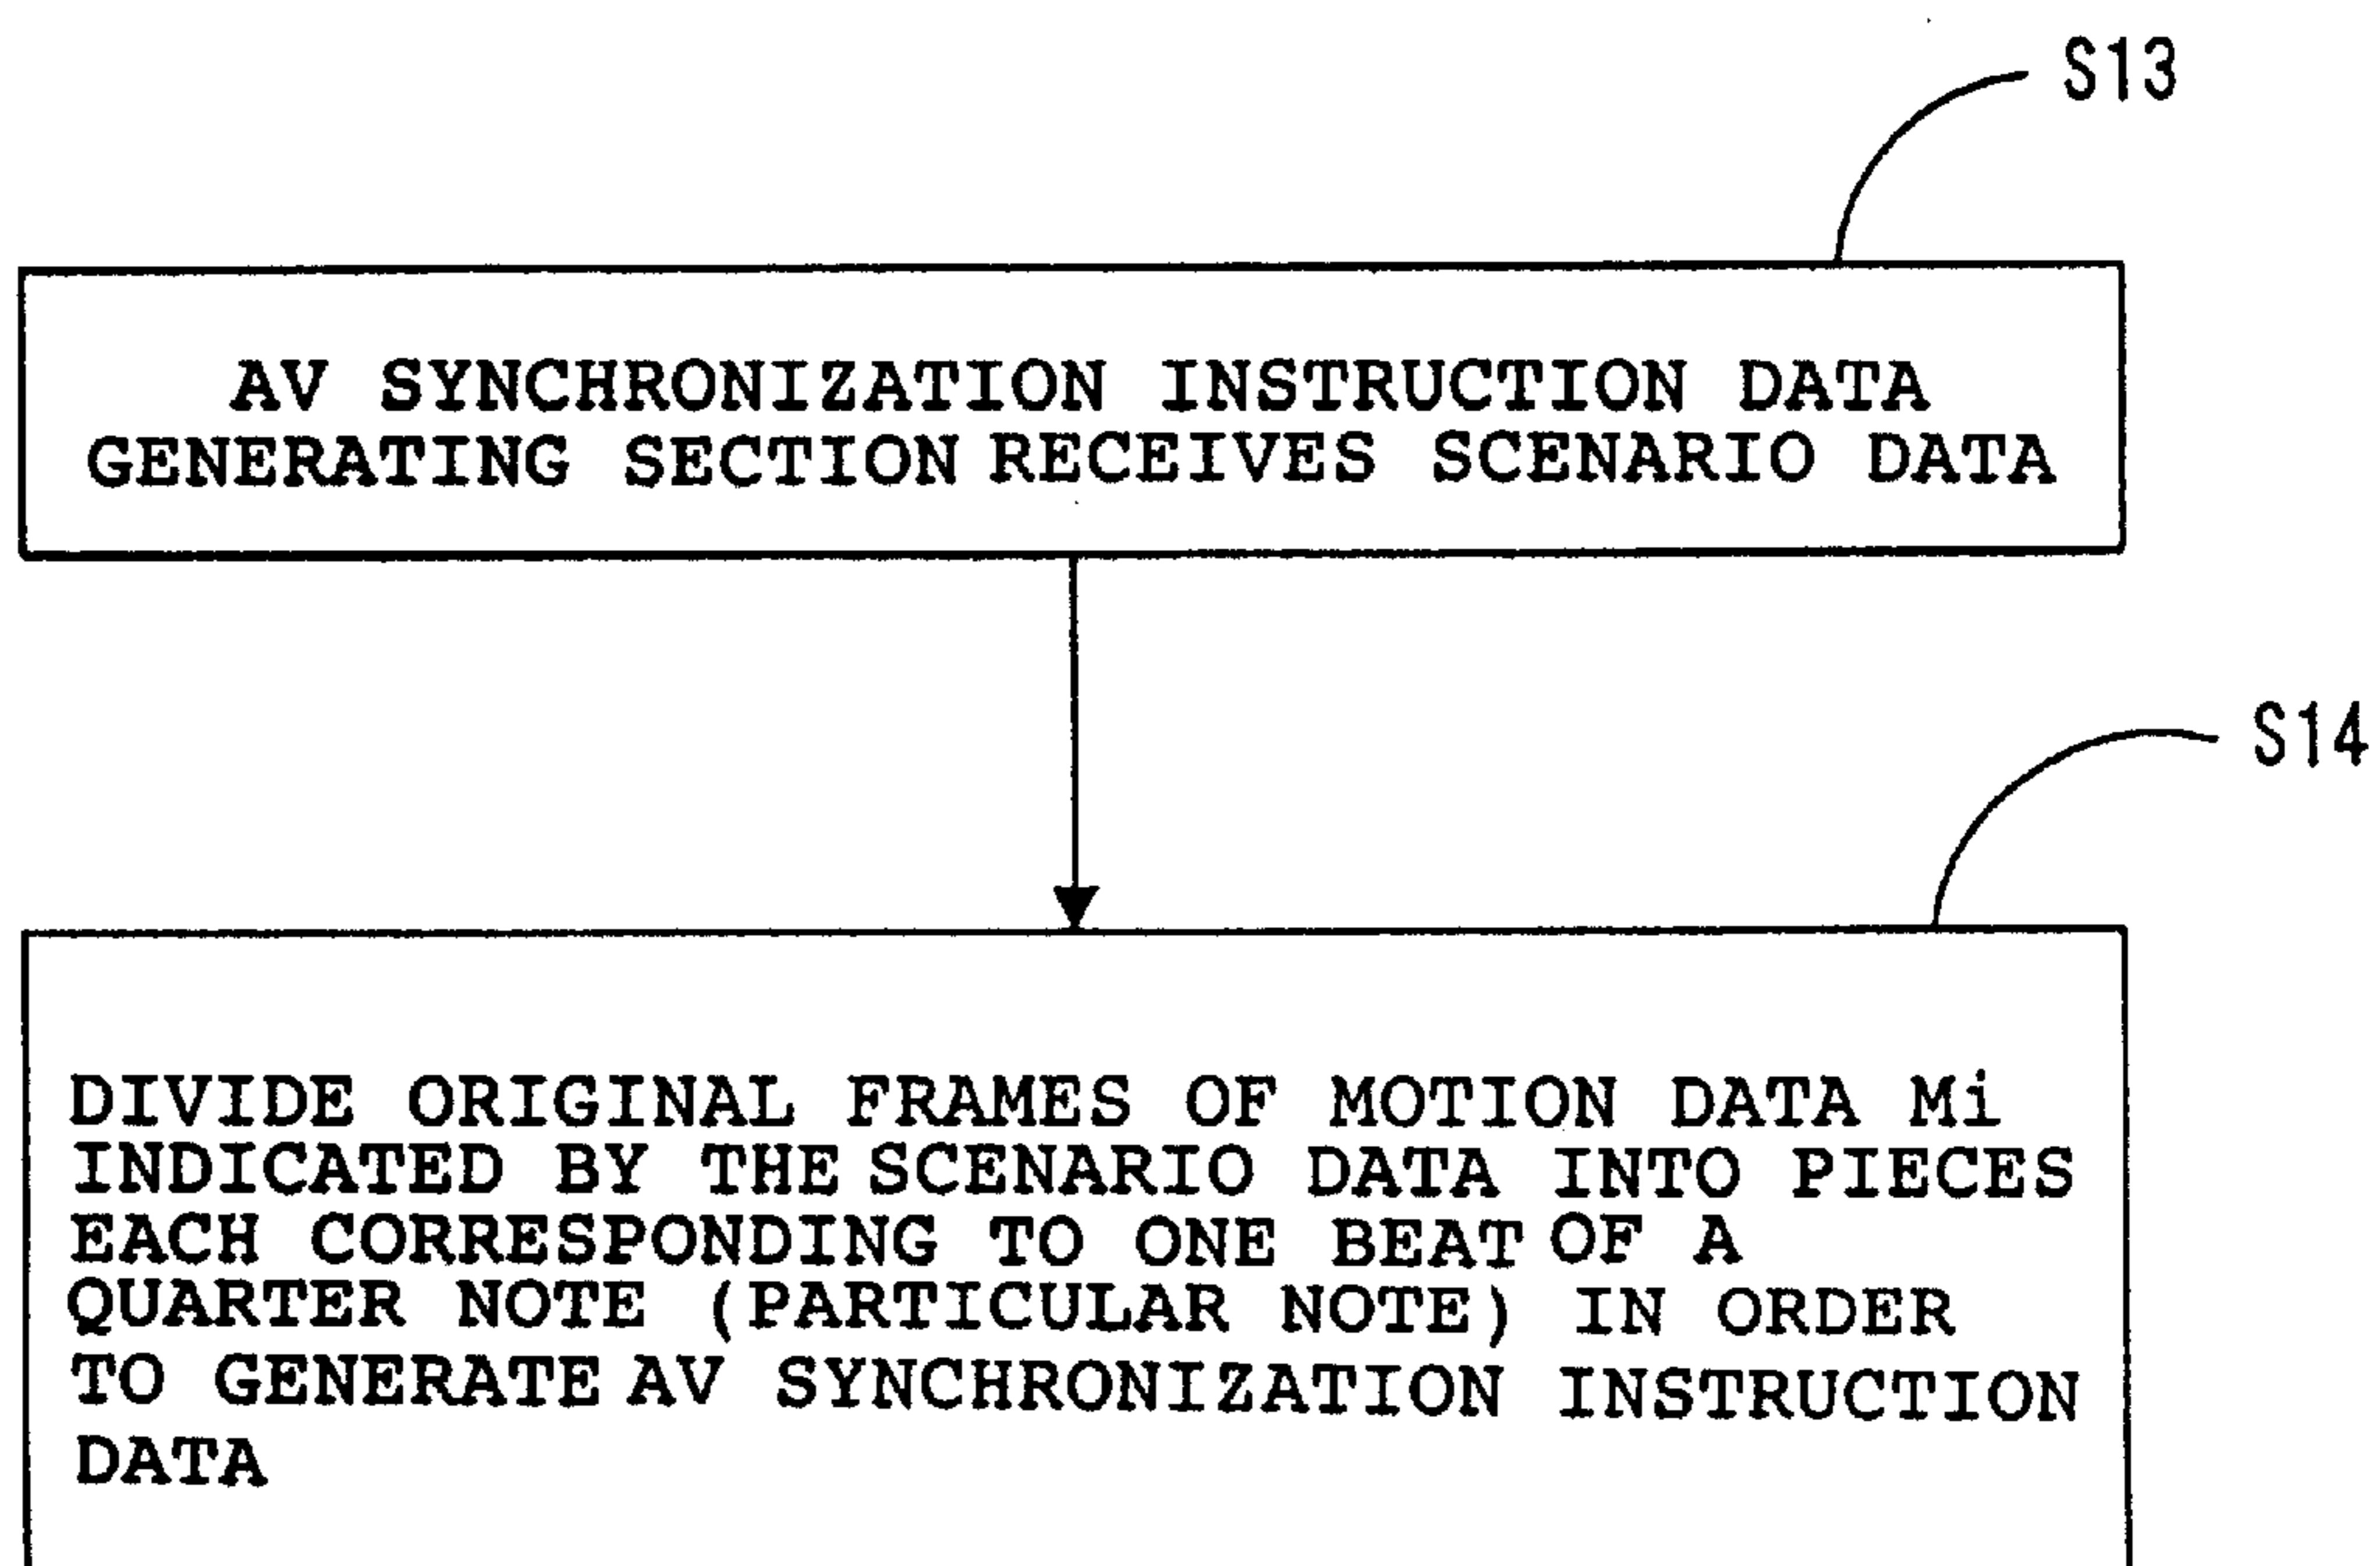 S13
AV SYNCHRONIZATION INSTRUCTION DATA
GENERATING SECTION RECEIVES SCENARIO DATA
S14
DIVIDE ORIGINAL FRAMES OF MOTION DATA Mi
INDICATED BY THE SCENARIO DATA INTO PIECES
EACH CORRESPONDING TO ONE BEAT OF A
QUARTER NOTE (PARTICULAR NOTE) IN ORDER
TO GENERATE AV SYNCHRONIZATION INSTRUCTION
DATA